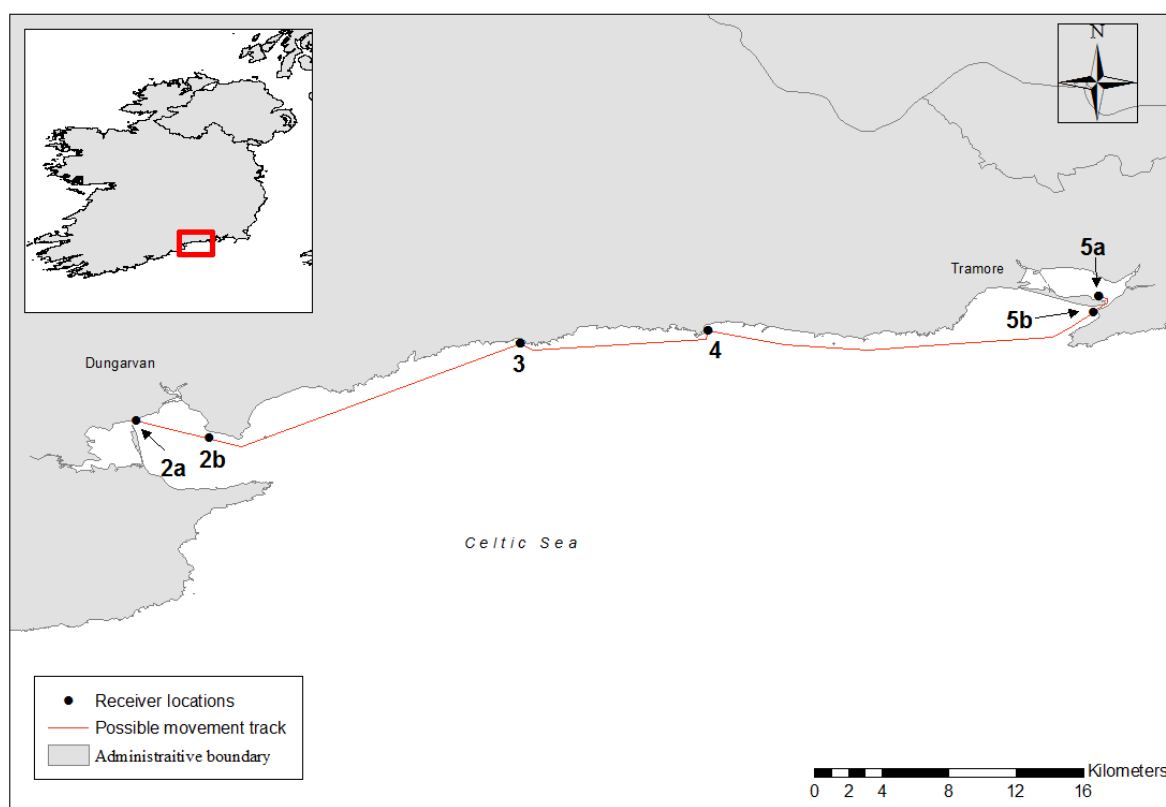 N
5a
Tramore
5b
4
3
Dungarvan
2b
2a
Celtic Sea
Receiver locations
Possible movement track
Administraitive boundary
Kilometers
0 2 4 8 12 16